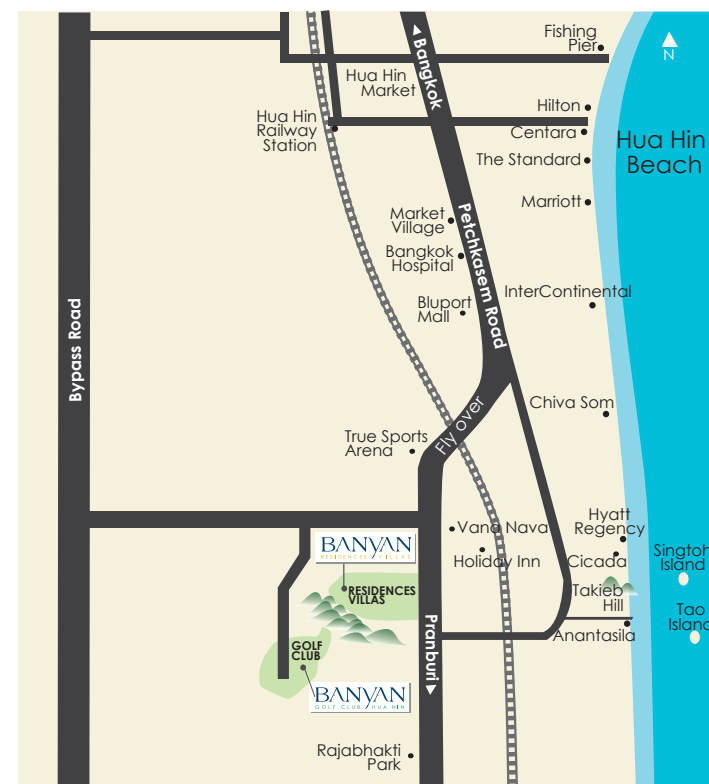 Fishing
Pier
N
Bangkok
Hua Hin
Market
Hilton
Hua Hin
Railway
Station
Centara
Hua Hin
Beach
The Standard
Marriott
Market
Village
Petchkasem Road
Bangkok
Hospital
InterContinental
Bluport
Mall
Bypass Road
Chiva Som
Fly over
True Sports
Arena
Hyatt
Regency
Vana Nava
BANYAN
RESIDENCES VILLAS
Holiday Inn
Cicada
Singtoh
Island
RESIDENCES
VILLAS
Takieb
Hill
Tao
Island
Pranburi
Anantasila
GOLF
CLUB
BANYAN
GOLF CLUB HUA HIN
Rajabhakti
Park